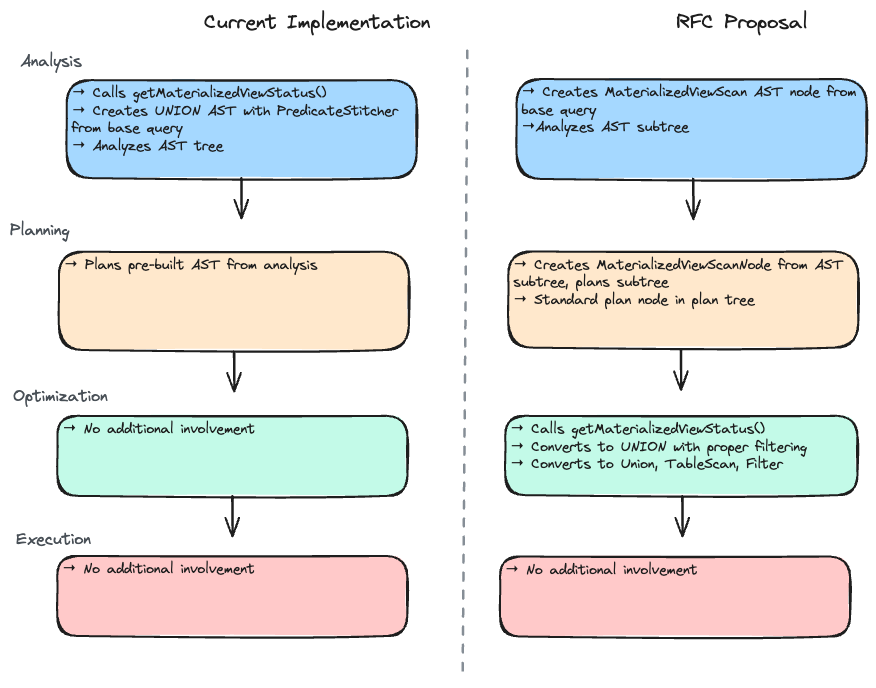 Current Implementation
RFC Proposal
Analysis
→ Calls getMaterializedViewStatus()
→ Creates UNION AST with PredicateStitcher
from base query
→ Analyzes AST tree
→ Creates MaterializedViewScan AST node from
base query
→Analyzes AST subtree
Planning
→ Plans pre-built AST from analysis
→ Creates MaterializedViewScanNode from AST
subtree, plans subtree
→ Standard plan node in plan tree
Optimization
→ No additional involvement
→ Calls getMaterializedViewStatus()
→ Converts to UNION with proper filtering
→ Converts to Union, TableScan, Filter
Execution
→ No additional involvement
→ No additional involvement